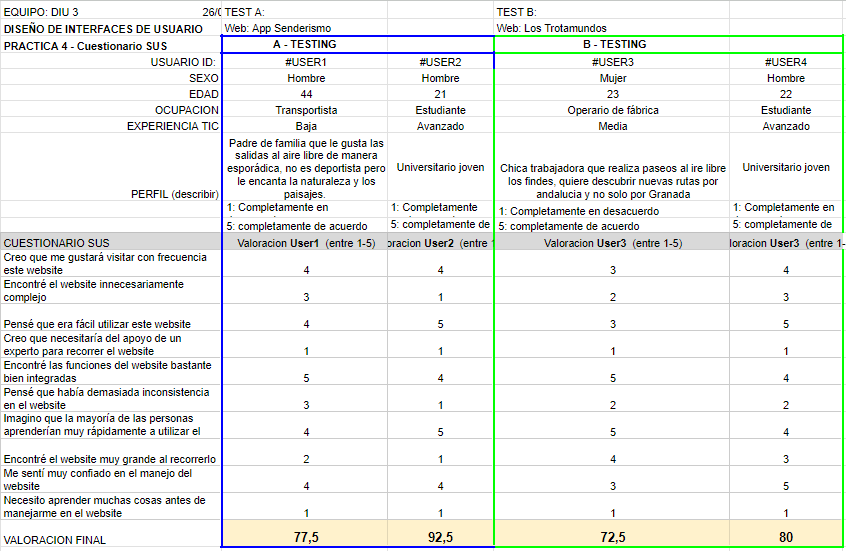 EQUIPO: DIU 3 26/0 TEST A: TEST B:
DISEÑO DE INTERFACES DE USUARIO Web: App Senderismo Web: Los Trotamundos
PRACTICA 4 - Cuestionario SUS A - TESTING B - TESTING
USUARIO ID: #USER1 #USER2 #USER3 #USER4
SEXO Hombre Hombre Mujer Hombre
EDAD 44 21 23 22
OCUPACION Transportista Estudiante Operario de fábrica Estudiante
EXPERIENCIA TIC Baja Avanzado Media Avanzado
PERFIL (describir)
Padre de familia que le gusta las
salidas al aire libre de manera
esporádica, no es deportista pero
le encanta la naturaleza y los
paisajes.
Universitario joven
Chica trabajadora que realiza paseos al ire libre
los findes, quiere descubrir nuevas rutas por
andalucia y no solo por Granada
Universitario joven
1: Completamente en 1: Completamente 1: Completamente en desacuerdo 1: Completamente en
5: completamente de acuerdo 5: completamente de 5: completamente de acuerdo 5: completamente de
CUESTIONARIO SUS Valoracion User1 (entre 1-5) oracion User2 (entre 1 Valoracion User3 (entre 1-5) loracion User3 (entre 1-
Creo que me gustará visitar con frecuencia
este website 4 4 3 4
Encontré el website innecesariamente
complejo 3 1 2 3
Pensé que era fácil utilizar este website 4 5 3 5
Creo que necesitaría del apoyo de un
experto para recorrer el website 1 1 1 1
Encontré las funciones del website bastante
bien integradas 5 4 5 4
Pensé que había demasiada inconsistencia
en el website 3 1 2 2
Imagino que la mayoría de las personas
aprenderían muy rápidamente a utilizar el 4 5 5 4
Encontré el website muy grande al recorrerlo 2 1 4 3
Me sentí muy confiado en el manejo del
website 4 4 3 5
Necesito aprender muchas cosas antes de
manejarme en el website 1 1 1 1
VALORACION FINAL 77,5 92,5 72,5 80